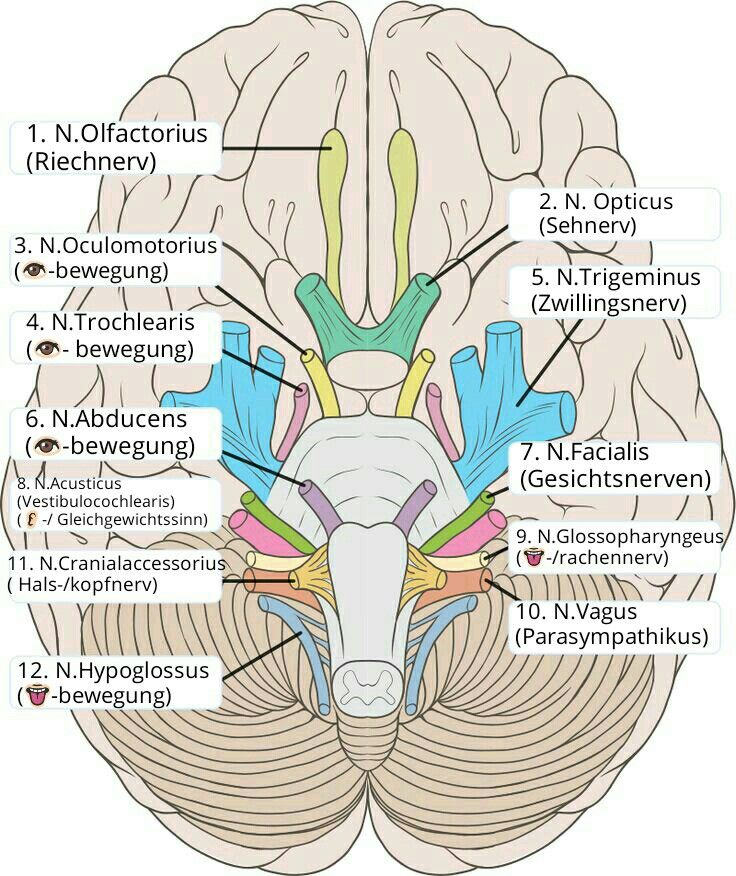 1. N.Olfactorius
(Riechnerv)
2. N. Opticus
(Sehnerv)
3. N.Oculomotorius
(👁-bewegung)
5. N.Trigeminus
(Zwillingsnerv)
4. N.Trochlearis
(👁- bewegung)
6. N.Abducens
(👁-bewegung)
7. N.Facialis
(Gesichtsnerven)
8. N.Acusticus
(Vestibulocochlearis)
(👂-/ Gleichgewichtssinn)
9. N.Glossopharyngeus
(👅-/rachennerv)
11. N.Cranialaccessorius
( Hals-/kopfnerv)
10. N.Vagus
(Parasympathikus)
12. N.Hypoglossus
(👅-bewegung)